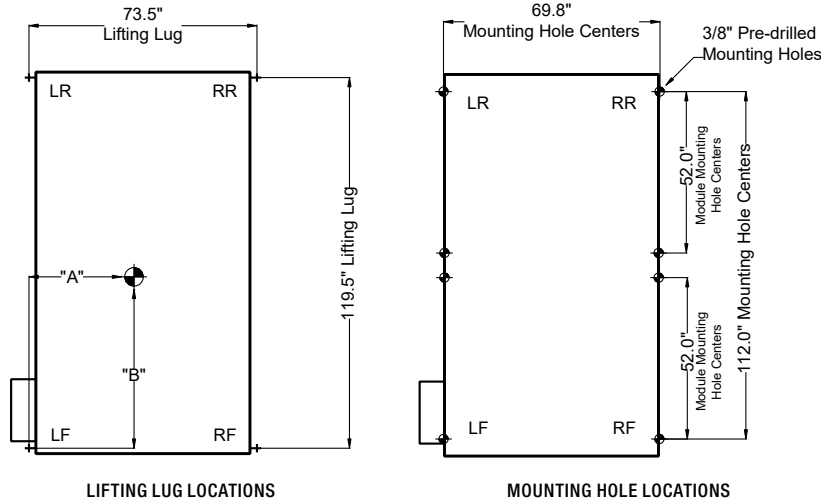 73.5"
Lifting Lug
LR
RR
"A"
"B"
119.5" Lifting Lug
LF
RF
LIFTING LUG LOCATIONS
69.8"
Mounting Hole Centers
3/8" Pre-drilled
Mounting Holes
LR
RR
52.0"
Module Mounting
Hole Centers
112.0" Mounting Hole Centers
52.0"
Module Mounting
Hole Centers
LF
RF
MOUNTING HOLE LOCATIONS